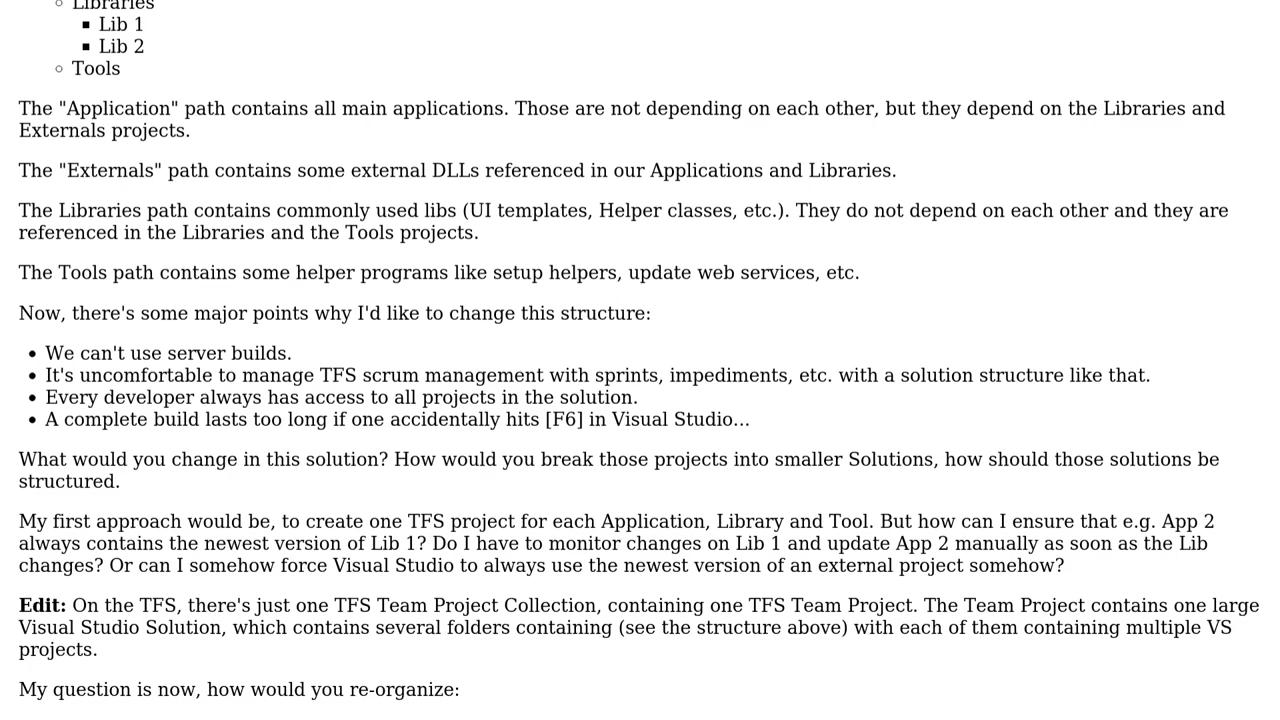 Libraries
Lib 1
Lib 2
Tools
The "Application" path contains all main applications. Those are not depending on each other, but they depend on the Libraries and
Externals projects.
The "Externals" path contains some external DLLs referenced in our Applications and Libraries.
The Libraries path contains commonly used libs (UI templates, Helper classes, etc.). They do not depend on each other and they are
referenced in the Libraries and the Tools projects.
The Tools path contains some helper programs like setup helpers, update web services, etc.
Now, there's some major points why I'd like to change this structure:
We can't use server builds.
It's uncomfortable to manage TFS scrum management with sprints, impediments, etc. with a solution structure like that.
Every developer always has access to all projects in the solution.
A complete build lasts too long if one accidentally hits [F6] in Visual Studio...
What would you change in this solution? How would you break those projects into smaller Solutions, how should those solutions be
structured.
My first approach would be, to create one TFS project for each Application, Library and Tool. But how can I ensure that e.g. App 2
always contains the newest version of Lib 1? Do I have to monitor changes on Lib 1 and update App 2 manually as soon as the Lib
changes? Or can I somehow force Visual Studio to always use the newest version of an external project somehow?
Edit: On the TFS, there's just one TFS Team Project Collection, containing one TFS Team Project. The Team Project contains one large
Visual Studio Solution, which contains several folders containing (see the structure above) with each of them containing multiple VS
projects.
My question is now, how would you re-organize: